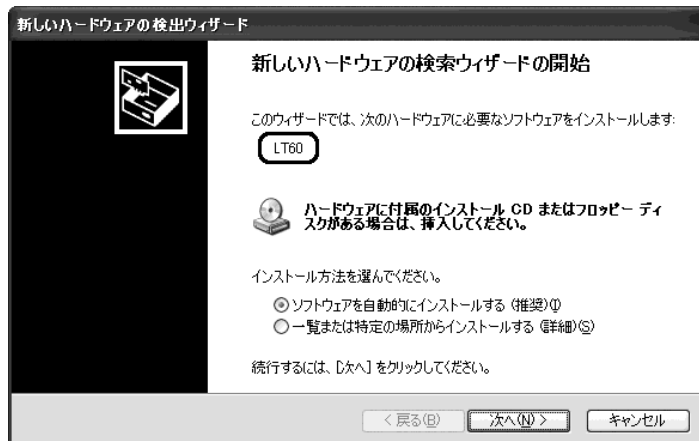 新しいハードウェアの検出ウィザード
新しいハードウェアの検索ウィザードの開始
このウィザードでは、次のハードウェアに必要なソフトウェアをインストールします:
LT60
ハードウェアに付属のインストール CD またはフロッピー ディ
スクがある場合は、挿入してください。
インストール方法を選んでください。
ソフトウェアを自動的にインストールする (推奨)(I)
一覧または特定の場所からインストールする (詳細)(S)
続行するには、[次へ] をクリックしてください。
< 戻る(B)
次へ(N) >
キャンセル